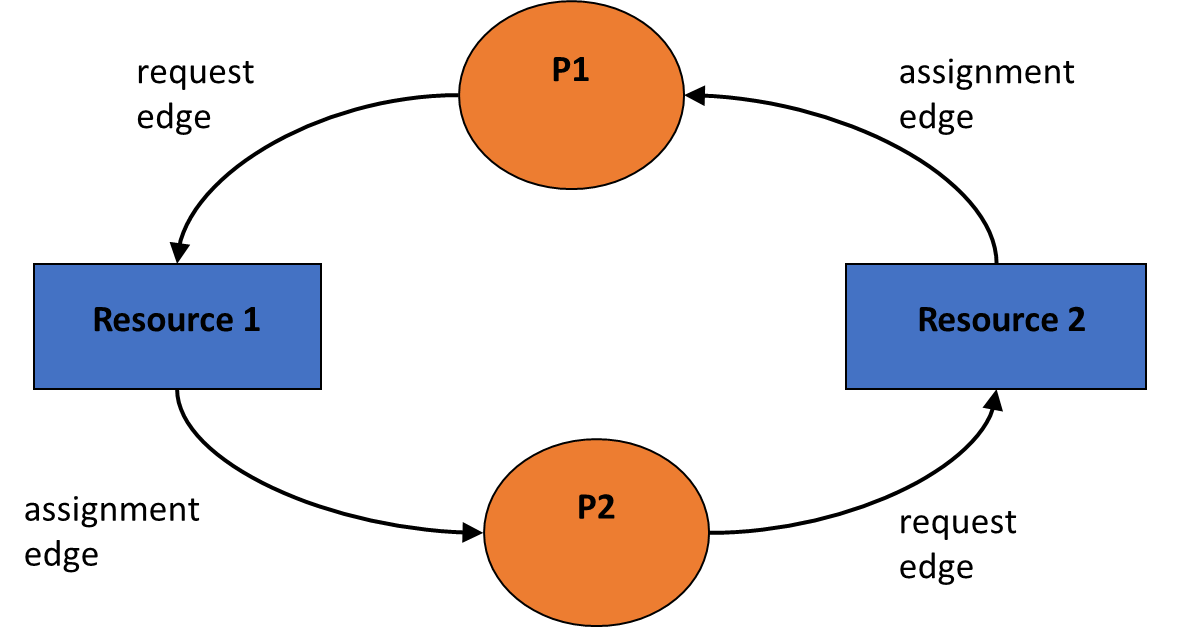 P1
request
edge
assignment
edge
Resource 1
Resource 2
assignment
edge
P2
request
edge